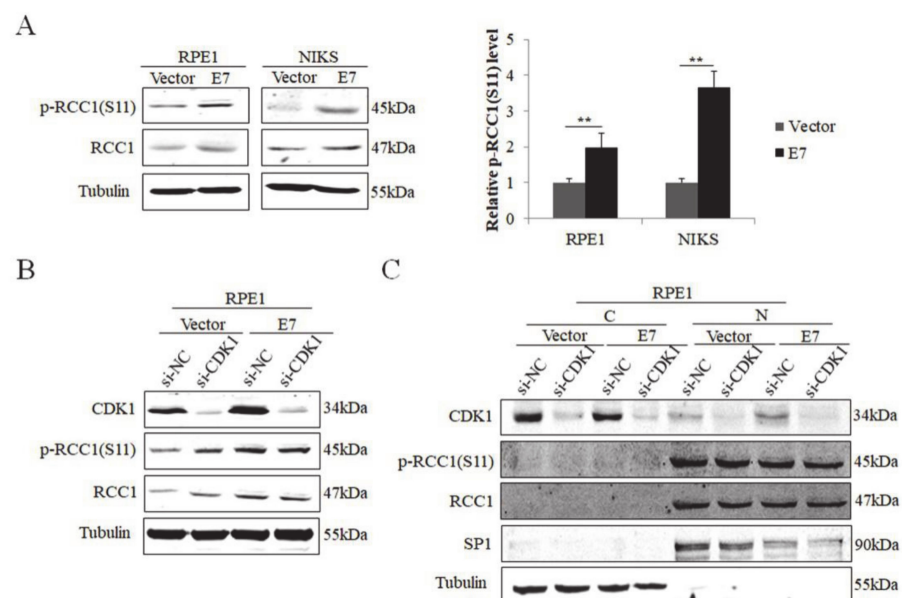 A
RPE1 NIKS
Vector E7 Vector E7
p-RCC1(S11) 45kDa
RCC1 47kDa
Tubulin 55kDa
Relative p-RCC1(S11) level
5
4
3
2
1
0
** **
RPE1 NIKS
Vector
E7
B
RPE1
Vector E7
si-NC si-CDK1 si-NC si-CDK1
CDK1 34kDa
p-RCC1(S11) 45kDa
RCC1 47kDa
Tubulin 55kDa
C
RPE1
C N
Vector E7 Vector E7
si-NC si-CDK1 si-NC si-CDK1 si-NC si-CDK1 si-NC si-CDK1
CDK1 34kDa
p-RCC1(S11) 45kDa
RCC1 47kDa
SP1 90kDa
Tubulin 55kDa